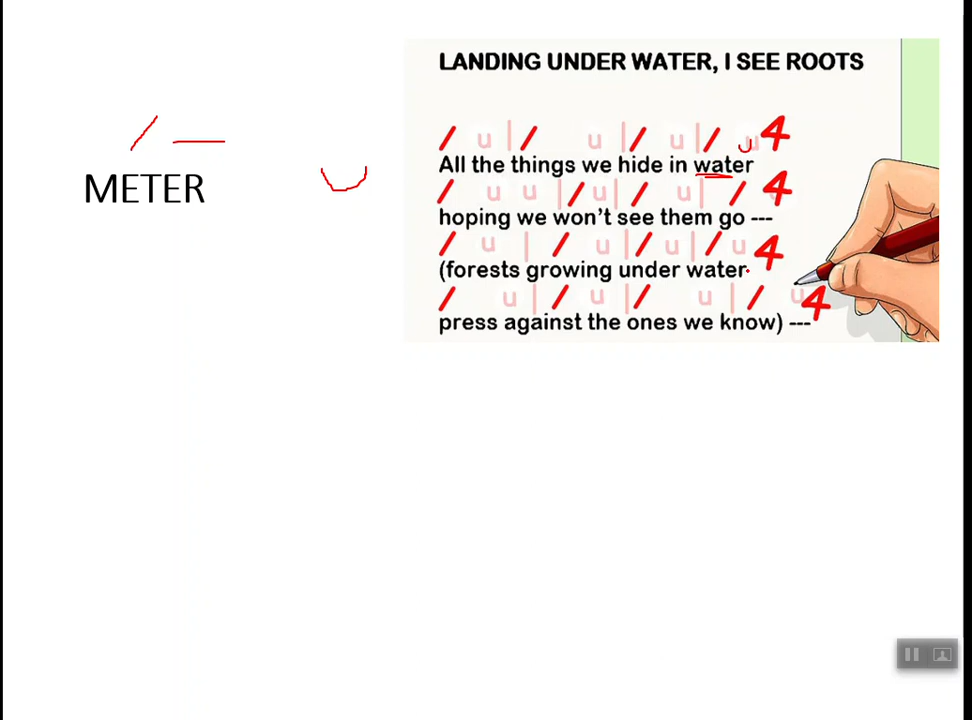 METER
LANDING UNDER WATER, I SEE ROOTS
/ u | / u | / u | / u 4
All the things we hide in water
/ u u | / u | / u | / 4
hoping we won't see them go ---
/ u | / u | / u | / u 4
(forests growing under water
/ u | / u | / u | / u 4
press against the ones we know) ---